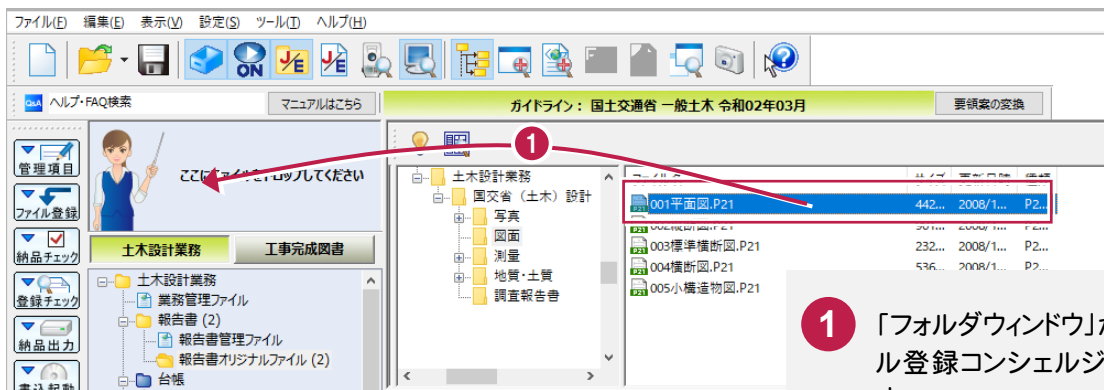 ファイル(F) 編集(E) 表示(V) 設定(S) ツール(T) ヘルプ(H)
ON
J/E
J/E
Q&A ヘルプ・FAQ検索 マニュアルはこちら ガイドライン： 国土交通省 一般土木 令和02年03月 要領案の変換
管理項目
ファイル登録
納品チェック
登録チェック
納品出力
ここにファイルをドロップしてください
土木設計業務 工事完成図書
土木設計業務
業務管理ファイル
報告書 (2)
報告書管理ファイル
報告書オリジナルファイル (2)
台帳
1
土木設計業務
国交省（土木）設計
写真
図面
測量
地質・土質
調査報告書
001平面図.P21 442... 2008/1... P2...
003標準横断図.P21 232... 2008/1... P2...
004横断図.P21 536... 2008/1... P2...
005小構造物図.P21
1 「フォルダウィンドウ」
ル登録コンシェルジ